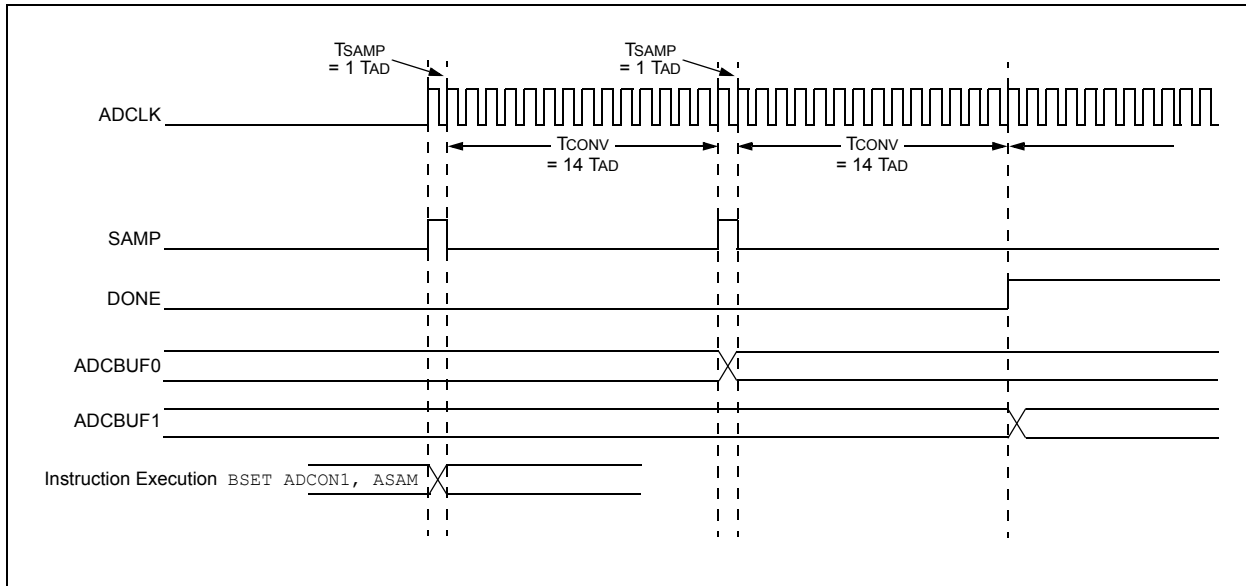 TSAMP
= 1 TAD
TSAMP
= 1 TAD
ADCLK
TCONV
= 14 TAD
TCONV
= 14 TAD
SAMP
DONE
ADCBUF0
ADCBUF1
Instruction Execution BSET ADCON1, ASAM